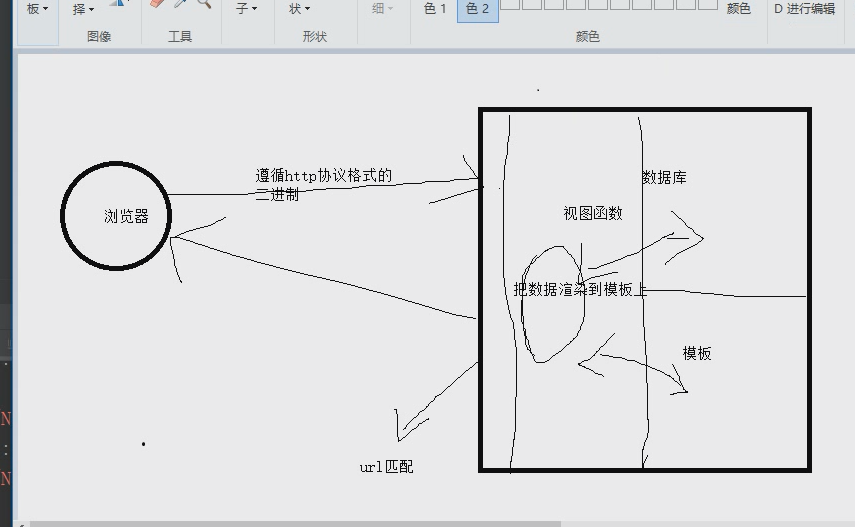 板 择 子 状 细 色 1 色 2 颜色 D 进行编辑
图像 工具 形状 颜色
遵循http协议格式的
二进制
数据库
浏览器
视图函数
把数据渲染到模板上
模板
url匹配
N
:
N